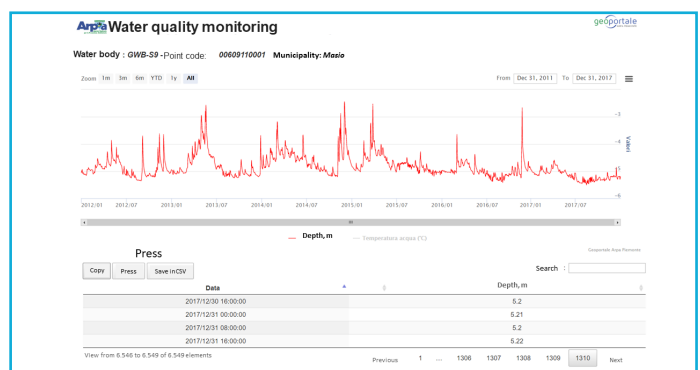 Arpa Water quality monitoring
geoportale
Water body : GWB-S9 -Point code: 00609110001 Municipality: Masio
Zoom 1m 3m 6m YTD 1y All From Dec 31, 2011 To Dec 31, 2017
-3
-4
-5
-6
Valori
2012/01 2012/07 2013/01 2013/07 2014/01 2014/07 2015/01 2015/07 2016/01 2016/07 2017/01 2017/07
Depth, m Temperatura acqua (°C)
Press
Geoportale Arpa Piemonte
Copy Press Save inCSV
Search :
Data Depth, m
2017/12/30 16:00:00 5.2
2017/12/31 00:00:00 5.21
2017/12/31 08:00:00 5.2
2017/12/31 16:00:00 5.22
View from 6.546 to 6.549 of 6.549 elements
Previous 1 ... 1306 1307 1308 1309 1310 Next